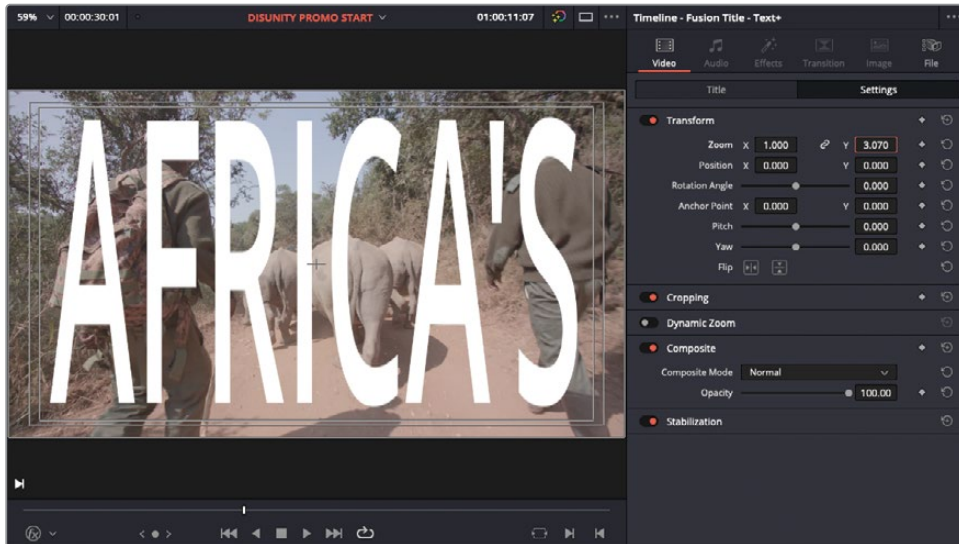 59% 00:00:30:01 DISUNITY PROMO START 01:00:11:07 Timeline - Fusion Title - Text+
Video Audio Effects Transition Image File
Title Settings
Transform
Zoom X 1.000 Y 3.070
Position X 0.000 Y 0.000
Rotation Angle 0.000
Anchor Point X 0.000 Y 0.000
Pitch 0.000
Yaw 0.000
Flip
Cropping
Dynamic Zoom
Composite
Composite Mode Normal
Opacity 100.00
Stabilization
AFRICA'S